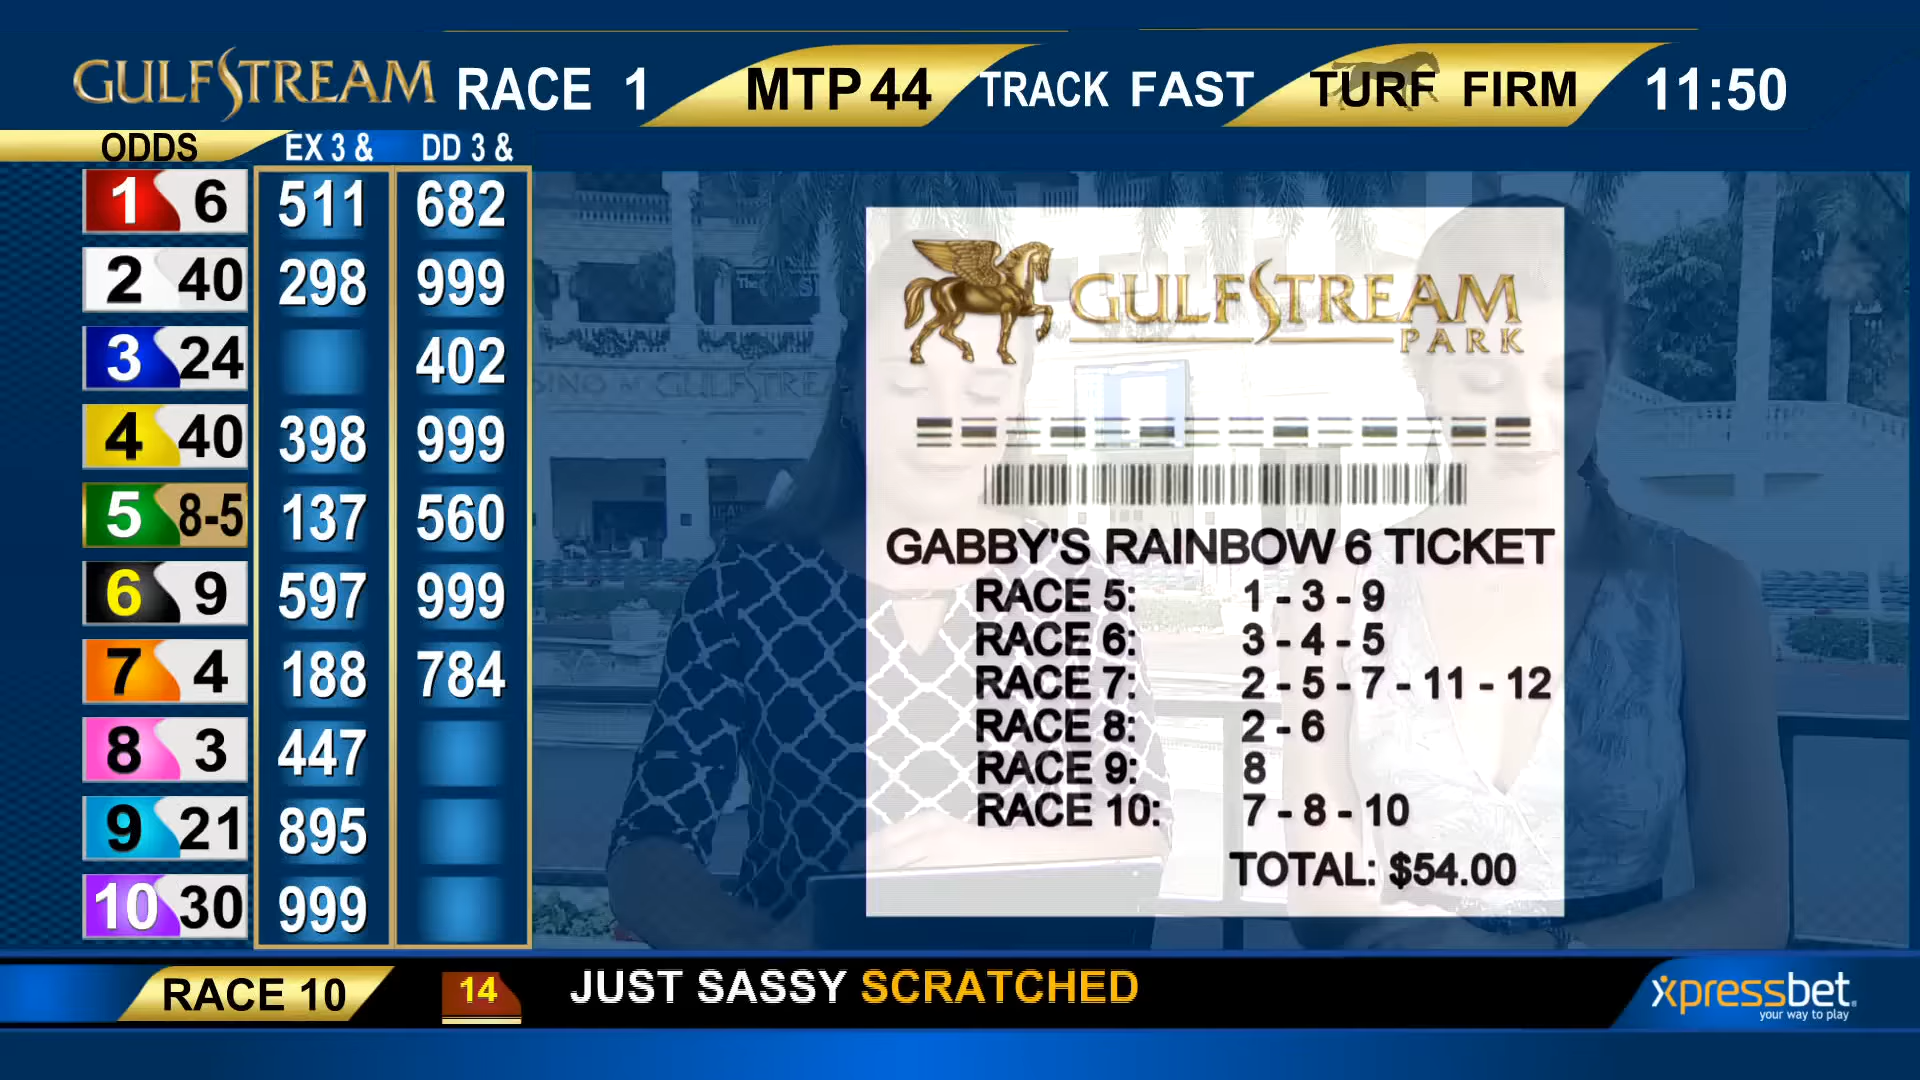 GULFSTREAM RACE 1 MTP 44 TRACK FAST TURF FIRM 11:50
ODDS EX 3 & DD 3 &
1 6 511 682
2 40 298 999
3 24 402
4 40 398 999
5 8-5 137 560
6 9 597 999
7 4 188 784
8 3 447
9 21 895
10 30 999
GULFSTREAM
PARK
GABBY'S RAINBOW 6 TICKET
RACE 5: 1 - 3 - 9
RACE 6: 3 - 4 - 5
RACE 7: 2 - 5 - 7 - 11 - 12
RACE 8: 2 - 6
RACE 9: 8
RACE 10: 7 - 8 - 10
TOTAL: $54.00
RACE 10 14 JUST SASSY SCRATCHED
xpressbet
your way to play